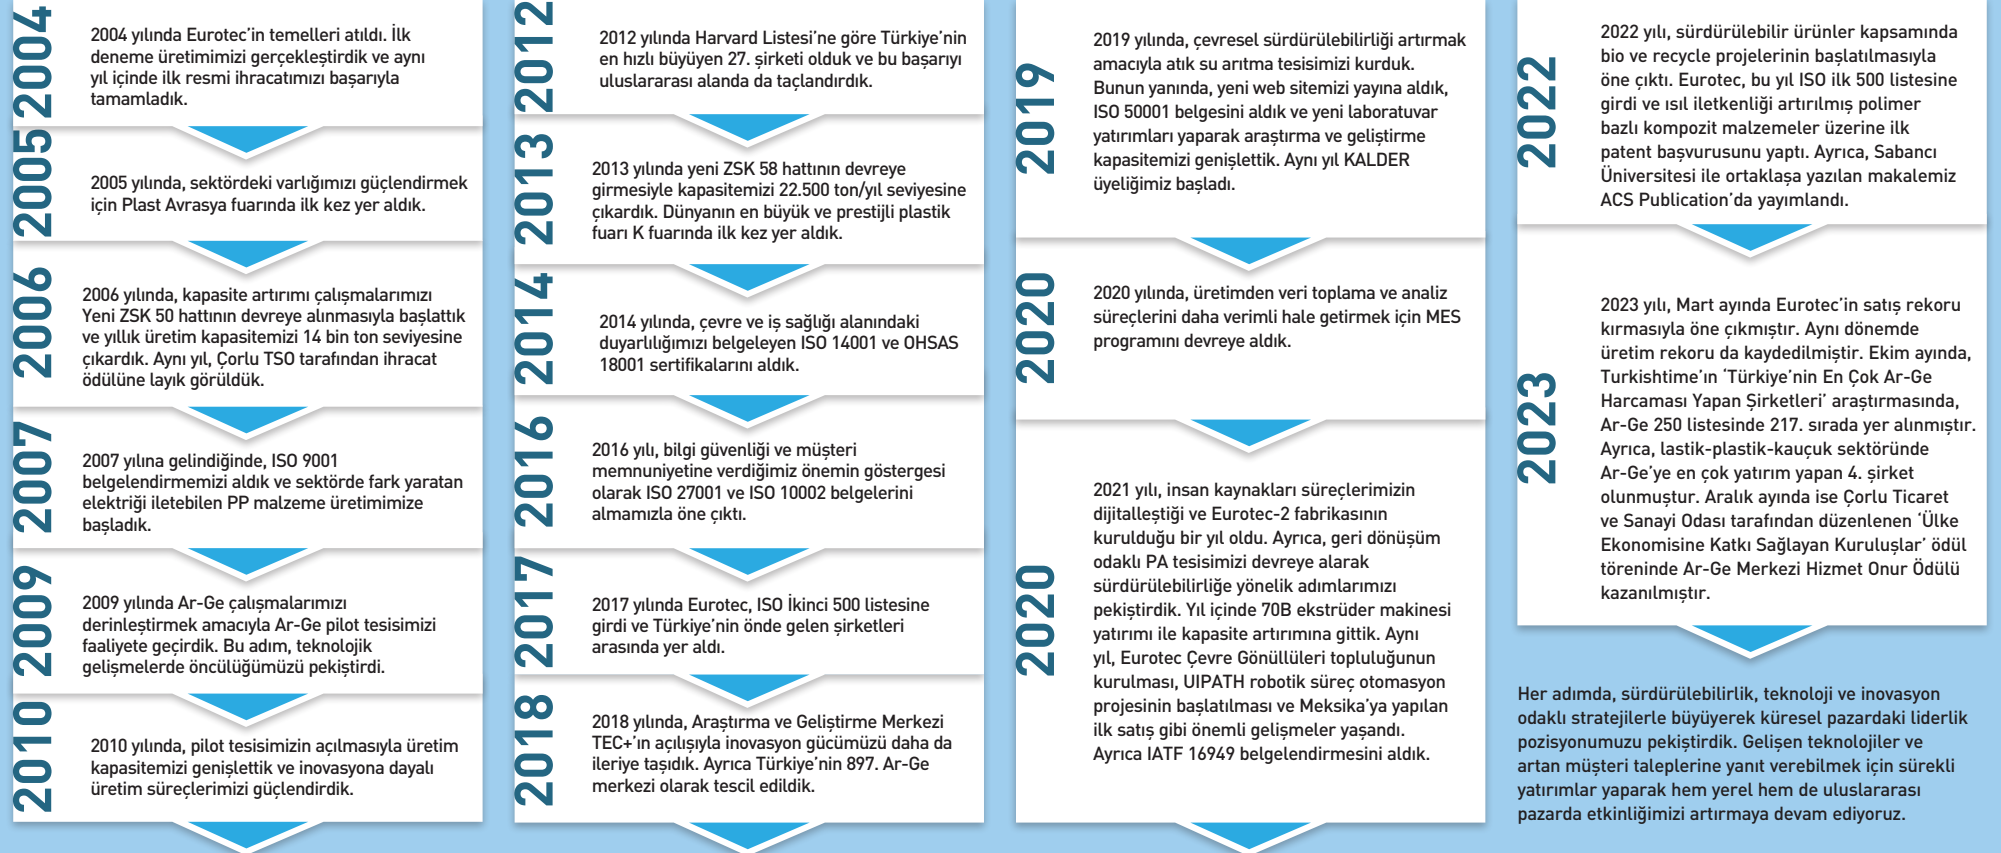 2004
2004 yılında Eurotec’in temelleri atıldı. İlk
deneme üretimimizi gerçekleştirdik ve aynı
yıl içinde ilk resmi ihracatımızı başarıyla
tamamladık.
2005
2005 yılında, sektördeki varlığımızı güçlendirmek
için Plast Avrasya fuarında ilk kez yer aldık.
2006
2006 yılında, kapasite artırımı çalışmalarımızı
Yeni ZSK 50 hattının devreye alınmasıyla başlattık
ve yıllık üretim kapasitemizi 14 bin ton seviyesine
çıkardık. Aynı yıl, Çorlu TSO tarafından ihracat
ödülüne layık görüldük.
2007
2007 yılına gelindiğinde, ISO 9001
belgelendirmemizi aldık ve sektörde fark yaratan
elektriği iletebilen PP malzeme üretimimize
başladık.
2009
2009 yılında Ar-Ge çalışmalarımızı
derinleştirmek amacıyla Ar-Ge pilot tesisimizi
faaliyete geçirdik. Bu adım, teknolojik
gelişmelerde öncülüğümüzü pekiştirdi.
2010
2010 yılında, pilot tesisimizin açılmasıyla üretim
kapasitemizi genişlettik ve inovasyona dayalı
üretim süreçlerimizi güçlendirdik.
2012
2012 yılında Harvard Listesi’ne göre Türkiye’nin
en hızlı büyüyen 27. şirketi olduk ve bu başarıyı
uluslararası alanda da taçlandırdık.
2013
2013 yılında yeni ZSK 58 hattının devreye
girmesiyle kapasitemizi 22.500 ton/yıl seviyesine
çıkardık. Dünyanın en büyük ve prestijli plastik
fuarı K fuarında ilk kez yer aldık.
2014
2014 yılında, çevre ve iş sağlığı alanındaki
duyarlılığımızı belgeleyen ISO 14001 ve OHSAS
18001 sertifikalarını aldık.
2016
2016 yılı, bilgi güvenliği ve müşteri
memnuniyetine verdiğimiz önemin göstergesi
olarak ISO 27001 ve ISO 10002 belgelerini
almamızla öne çıktı.
2017
2017 yılında Eurotec, ISO İkinci 500 listesine
girdi ve Türkiye’nin önde gelen şirketleri
arasında yer aldı.
2018
2018 yılında, Araştırma ve Geliştirme Merkezi
TEC+’ın açılışıyla inovasyon gücümüzü daha da
ileriye taşıdık. Ayrıca Türkiye’nin 897. Ar-Ge
merkezi olarak tescil edildik.
2019
2019 yılında, çevresel sürdürülebilirliği artırmak
amacıyla atık su arıtma tesisimizi kurduk.
Bunun yanında, yeni web sitemizi yayına aldık,
ISO 50001 belgesini aldık ve yeni laboratuvar
yatırımları yaparak araştırma ve geliştirme
kapasitemizi genişlettik. Aynı yıl KALDER
üyeliğimiz başladı.
2020
2020 yılında, üretimden veri toplama ve analiz
süreçlerini daha verimli hale getirmek için MES
programını devreye aldık.
2020
2021 yılı, insan kaynakları süreçlerimizin
dijitalleştiği ve Eurotec-2 fabrikasının
kurulduğu bir yıl oldu. Ayrıca, geri dönüşüm
odaklı PA tesisimizi devreye alarak
sürdürülebilirliğe yönelik adımlarımızı
pekiştirdik. Yıl içinde 70B ekstrüder makinesi
yatırımı ile kapasite artırımına gittik. Aynı
yıl, Eurotec Çevre Gönüllüleri topluluğunun
kurulması, UIPATH robotik süreç otomasyon
projesinin başlatılması ve Meksika’ya yapılan
ilk satış gibi önemli gelişmeler yaşandı.
Ayrıca IATF 16949 belgelendirmesini aldık.
2022
2022 yılı, sürdürülebilir ürünler kapsamında
bio ve recycle projelerinin başlatılmasıyla
öne çıktı. Eurotec, bu yıl ISO ilk 500 listesine
girdi ve ısıl iletkenliği artırılmış polimer
bazlı kompozit malzemeler üzerine ilk
patent başvurusunu yaptı. Ayrıca, Sabancı
Üniversitesi ile ortaklaşa yazılan makalemiz
ACS Publication’da yayımlandı.
2023
2023 yılı, Mart ayında Eurotec’in satış rekoru
kırmasıyla öne çıkmıştır. Aynı dönemde
üretim rekoru da kaydedilmiştir. Ekim ayında,
Turkishtime’ın ‘Türkiye’nin En Çok Ar-Ge
Harcaması Yapan Şirketleri’ araştırmasında,
Ar-Ge 250 listesinde 217. sırada yer alınmıştır.
Ayrıca, lastik-plastik-kauçuk sektöründe
Ar-Ge’ye en çok yatırım yapan 4. şirket
olunmuştur. Aralık ayında ise Çorlu Ticaret
ve Sanayi Odası tarafından düzenlenen ‘Ülke
Ekonomisine Katkı Sağlayan Kuruluşlar’ ödül
töreninde Ar-Ge Merkezi Hizmet Onur Ödülü
kazanılmıştır.
Her adımda, sürdürülebilirlik, teknoloji ve inovasyon
odaklı stratejilerle büyüyerek küresel pazardaki liderlik
pozisyonumuzu pekiştirdik. Gelişen teknolojiler ve
artan müşteri taleplerine yanıt verebilmek için sürekli
yatırımlar yaparak hem yerel hem de uluslararası
pazarda etkinliğimizi artırmaya devam ediyoruz.